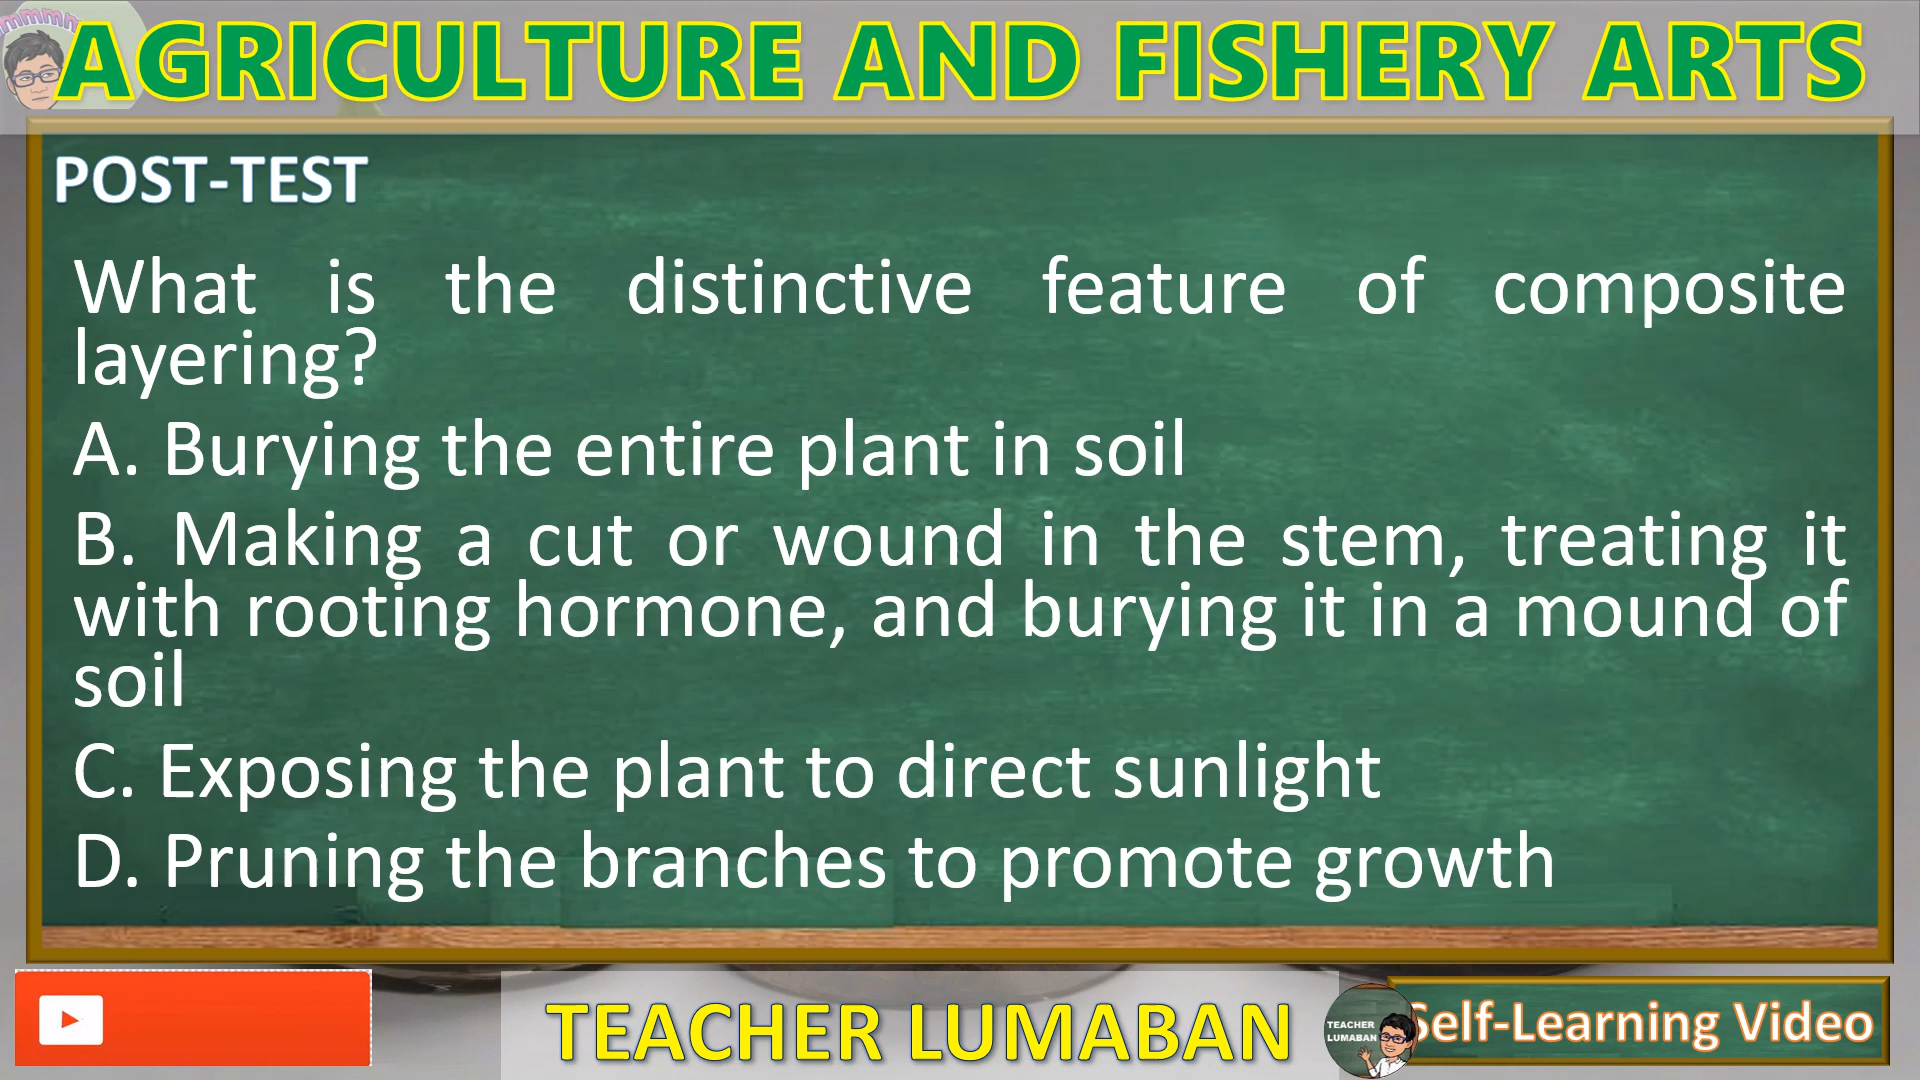 AGRICULTURE AND FISHERY ARTS
POST-TEST
What is the distinctive feature of composite
layering?
A. Burying the entire plant in soil
B. Making a cut or wound in the stem, treating it
with rooting hormone, and burying it in a mound of
soil
C. Exposing the plant to direct sunlight
D. Pruning the branches to promote growth
TEACHER LUMABAN
TEACHER
LUMABAN
Self-Learning Video